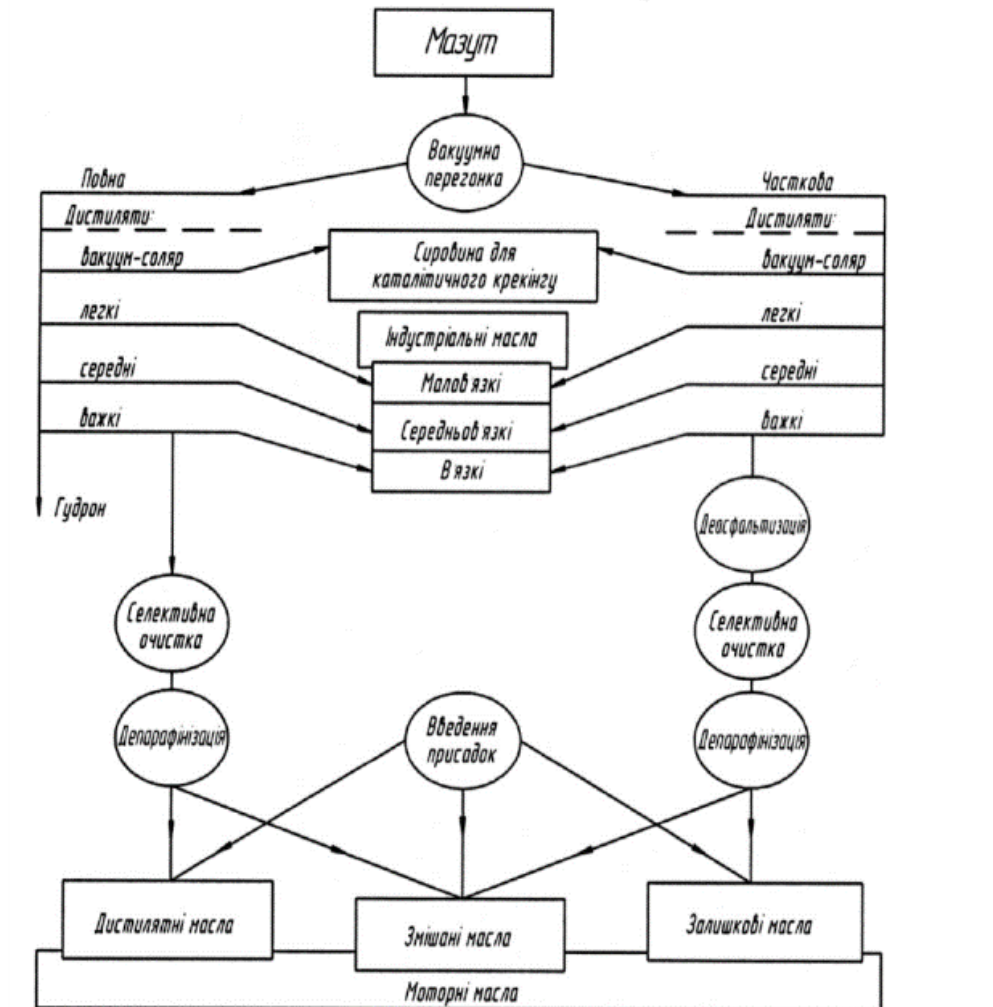 Мазут
Вакуумна
перегонка
Повна
Часткова
Дистиляти:
Дистиляти:
вакуум-соляр
Сировина для
каталітичного крекінгу
вакуум-соляр
легкі
легкі
Індустріальні масла
середні
Малов'язкі
середні
важкі
Середньов'язкі
важкі
В'язкі
Гудрон
Деасфальтизація
Селективна
очистка
Селективна
очистка
Депарафінізація
Введення
присадок
Депарафінізація
Дистилятні масла
Змішані масла
Залишкові масла
Моторні масла